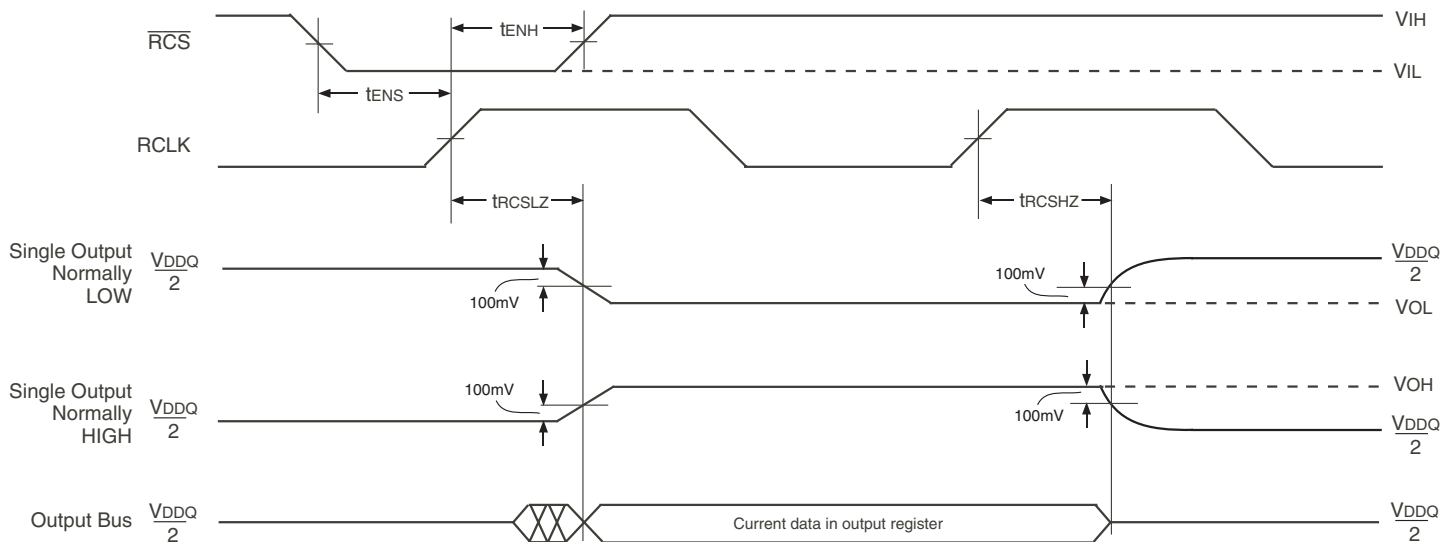 tENH
VIH
RCS
VIL
tENS
RCLK
tRCSLZ
tRCSHZ
Single Output
Normally
LOW
VDDQ
2
100mV
100mV
VDDQ
2
VOL
Single Output
Normally
HIGH
VDDQ
2
100mV
100mV
VOH
VDDQ
2
Output Bus
VDDQ
2
Current data in output register
VDDQ
2